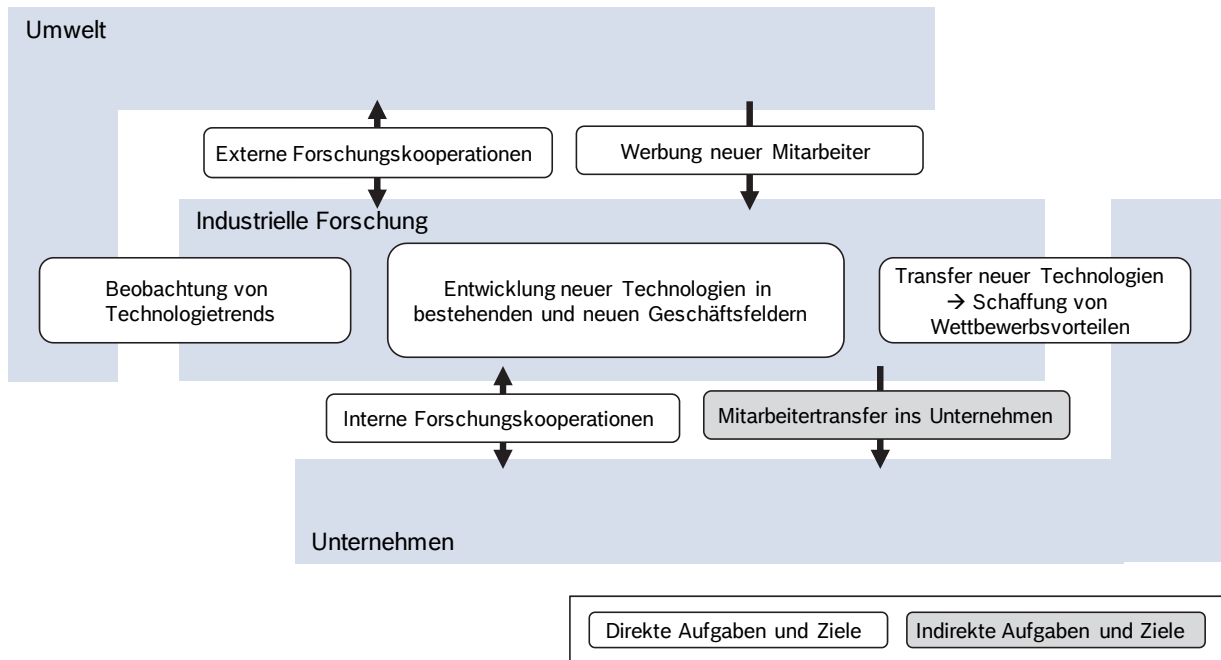 Umwelt
Externe Forschungskooperationen
Werbung neuer Mitarbeiter
Industrielle Forschung
Beobachtung von
Technologietrends
Entwicklung neuer Technologien in
bestehenden und neuen Geschäftsfeldern
Transfer neuer Technologien
→ Schaffung von
Wettbewerbsvorteilen
Interne Forschungskooperationen
Mitarbeitertransfer ins Unternehmen
Unternehmen
Direkte Aufgaben und Ziele
Indirekte Aufgaben und Ziele